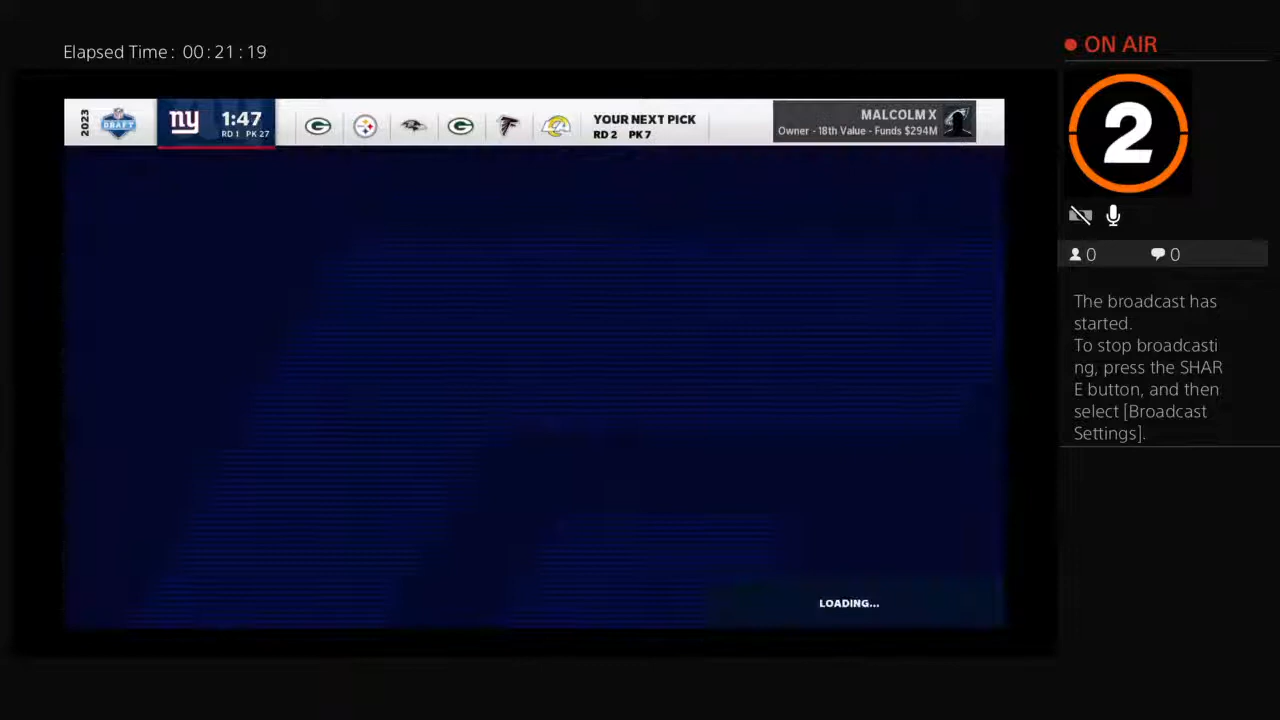 Elapsed Time: 00:21:19
ON AIR
2023
DRAFT
ny
1:47
RD 1 PK 27
YOUR NEXT PICK
RD 2 PK 7
MALCOLM X
Owner - 18th Value - Funds $294M
2
0
0
The broadcast has
started.
To stop broadcasti
ng, press the SHAR
E button, and then
select [Broadcast
Settings].
LOADING...